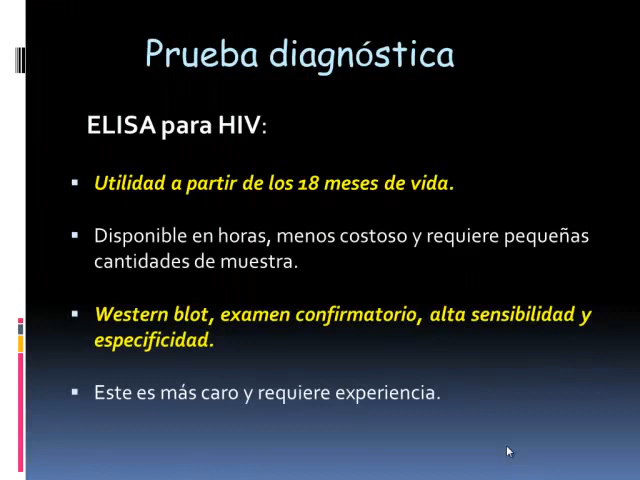 Prueba diagnóstica
ELISA para HIV:
Utilidad a partir de los 18 meses de vida.
Disponible en horas, menos costoso y requiere pequeñas
cantidades de muestra.
Western blot, examen confirmatorio, alta sensibilidad y
especificidad.
Este es más caro y requiere experiencia.